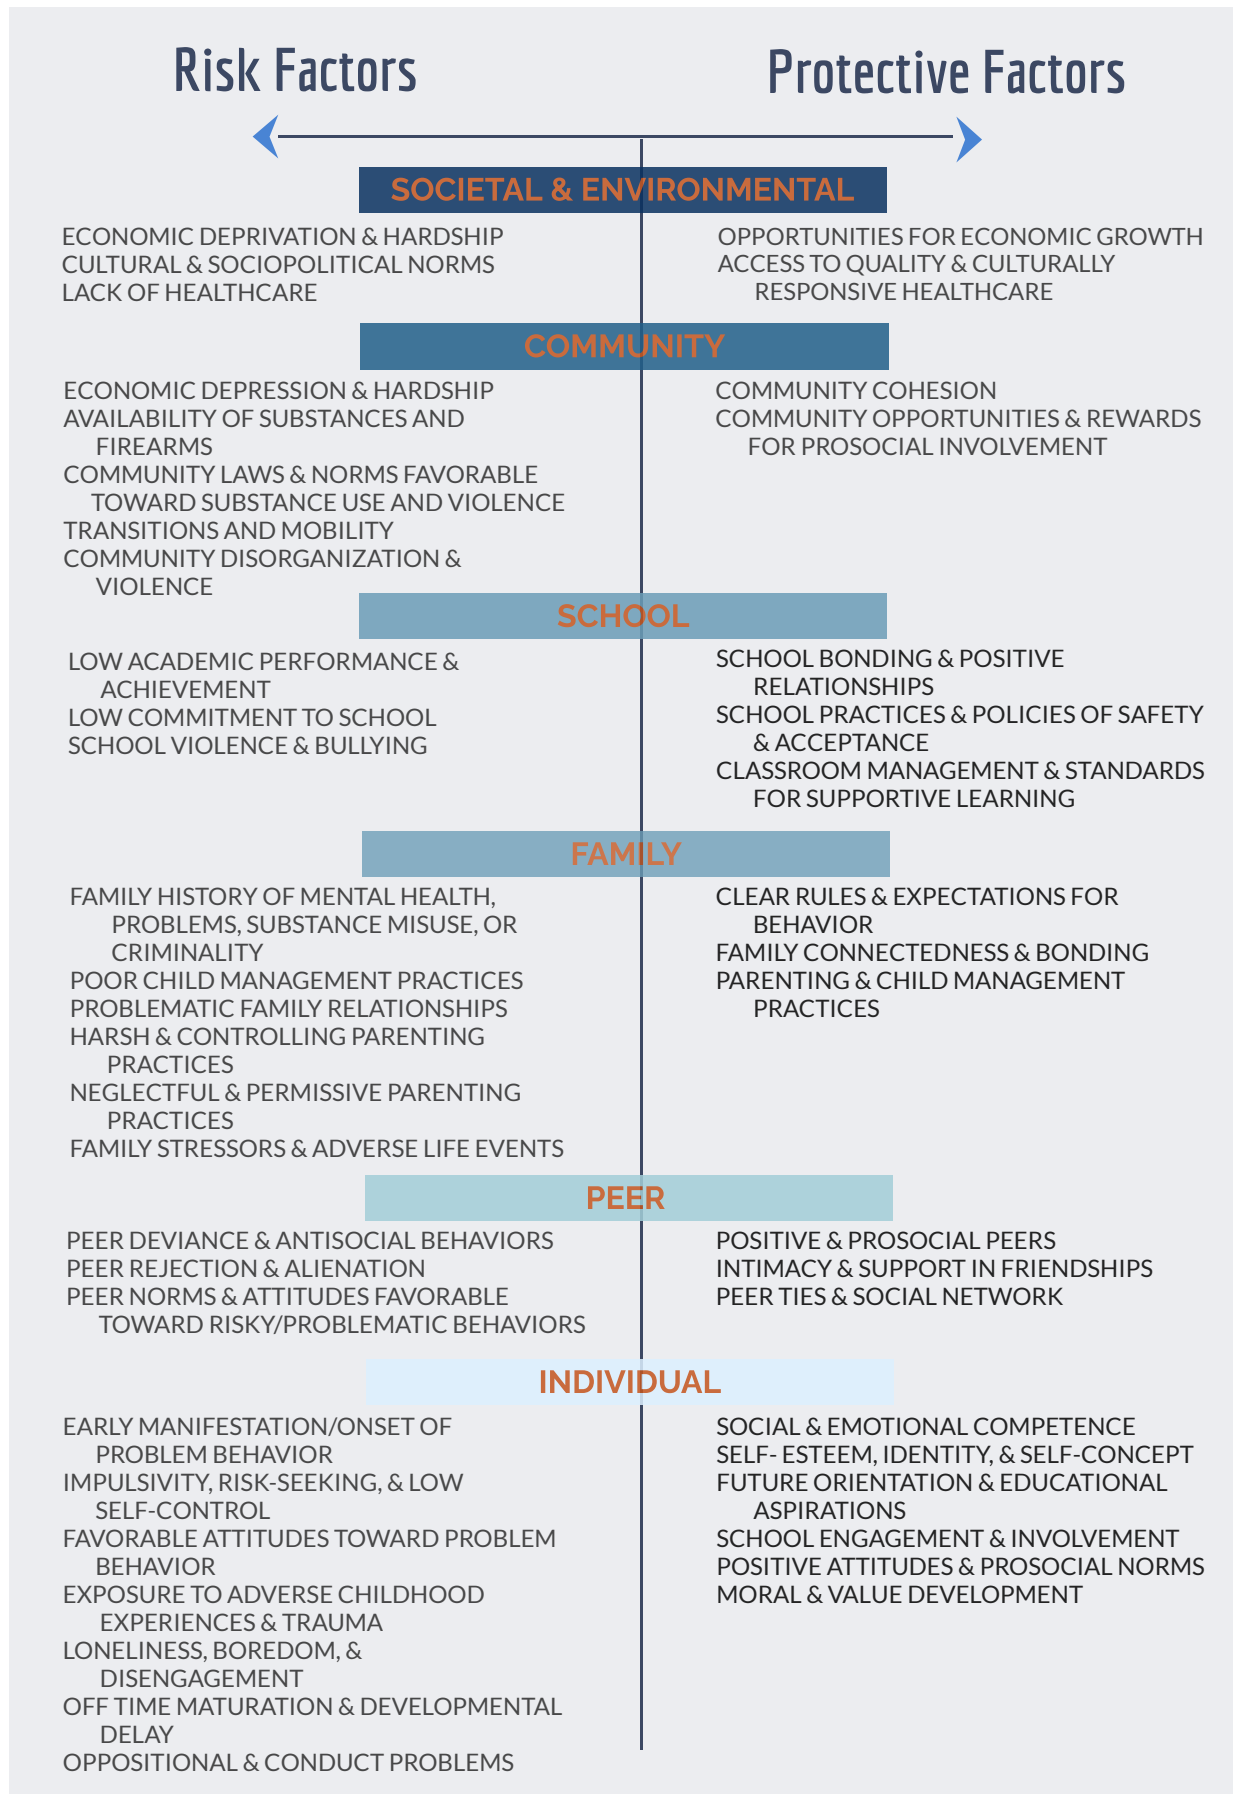 Risk Factors
Protective Factors
SOCIETAL & ENVIRONMENTAL
ECONOMIC DEPRIVATION & HARDSHIP
CULTURAL & SOCIOPOLITICAL NORMS
LACK OF HEALTHCARE
OPPORTUNITIES FOR ECONOMIC GROWTH
ACCESS TO QUALITY & CULTURALLY
RESPONSIVE HEALTHCARE
COMMUNITY
ECONOMIC DEPRESSION & HARDSHIP
AVAILABILITY OF SUBSTANCES AND
FIREARMS
COMMUNITY LAWS & NORMS FAVORABLE
TOWARD SUBSTANCE USE AND VIOLENCE
TRANSITIONS AND MOBILITY
COMMUNITY DISORGANIZATION &
VIOLENCE
COMMUNITY COHESION
COMMUNITY OPPORTUNITIES & REWARDS
FOR PROSOCIAL INVOLVEMENT
SCHOOL
LOW ACADEMIC PERFORMANCE &
ACHIEVEMENT
LOW COMMITMENT TO SCHOOL
SCHOOL VIOLENCE & BULLYING
SCHOOL BONDING & POSITIVE
RELATIONSHIPS
SCHOOL PRACTICES & POLICIES OF SAFETY
& ACCEPTANCE
CLASSROOM MANAGEMENT & STANDARDS
FOR SUPPORTIVE LEARNING
FAMILY
FAMILY HISTORY OF MENTAL HEALTH,
PROBLEMS, SUBSTANCE MISUSE, OR
CRIMINALITY
POOR CHILD MANAGEMENT PRACTICES
PROBLEMATIC FAMILY RELATIONSHIPS
HARSH & CONTROLLING PARENTING
PRACTICES
NEGLECTFUL & PERMISSIVE PARENTING
PRACTICES
FAMILY STRESSORS & ADVERSE LIFE EVENTS
CLEAR RULES & EXPECTATIONS FOR
BEHAVIOR
FAMILY CONNECTEDNESS & BONDING
PARENTING & CHILD MANAGEMENT
PRACTICES
PEER
PEER DEVIANCE & ANTISOCIAL BEHAVIORS
PEER REJECTION & ALIENATION
PEER NORMS & ATTITUDES FAVORABLE
TOWARD RISKY/PROBLEMATIC BEHAVIORS
POSITIVE & PROSOCIAL PEERS
INTIMACY & SUPPORT IN FRIENDSHIPS
PEER TIES & SOCIAL NETWORK
INDIVIDUAL
EARLY MANIFESTATION/ONSET OF
PROBLEM BEHAVIOR
IMPULSIVITY, RISK-SEEKING, & LOW
SELF-CONTROL
FAVORABLE ATTITUDES TOWARD PROBLEM
BEHAVIOR
EXPOSURE TO ADVERSE CHILDHOOD
EXPERIENCES & TRAUMA
LONELINESS, BOREDOM, &
DISENGAGEMENT
OFF TIME MATURATION & DEVELOPMENTAL
DELAY
OPPOSITIONAL & CONDUCT PROBLEMS
SOCIAL & EMOTIONAL COMPETENCE
SELF- ESTEEM, IDENTITY, & SELF-CONCEPT
FUTURE ORIENTATION & EDUCATIONAL
ASPIRATIONS
SCHOOL ENGAGEMENT & INVOLVEMENT
POSITIVE ATTITUDES & PROSOCIAL NORMS
MORAL & VALUE DEVELOPMENT